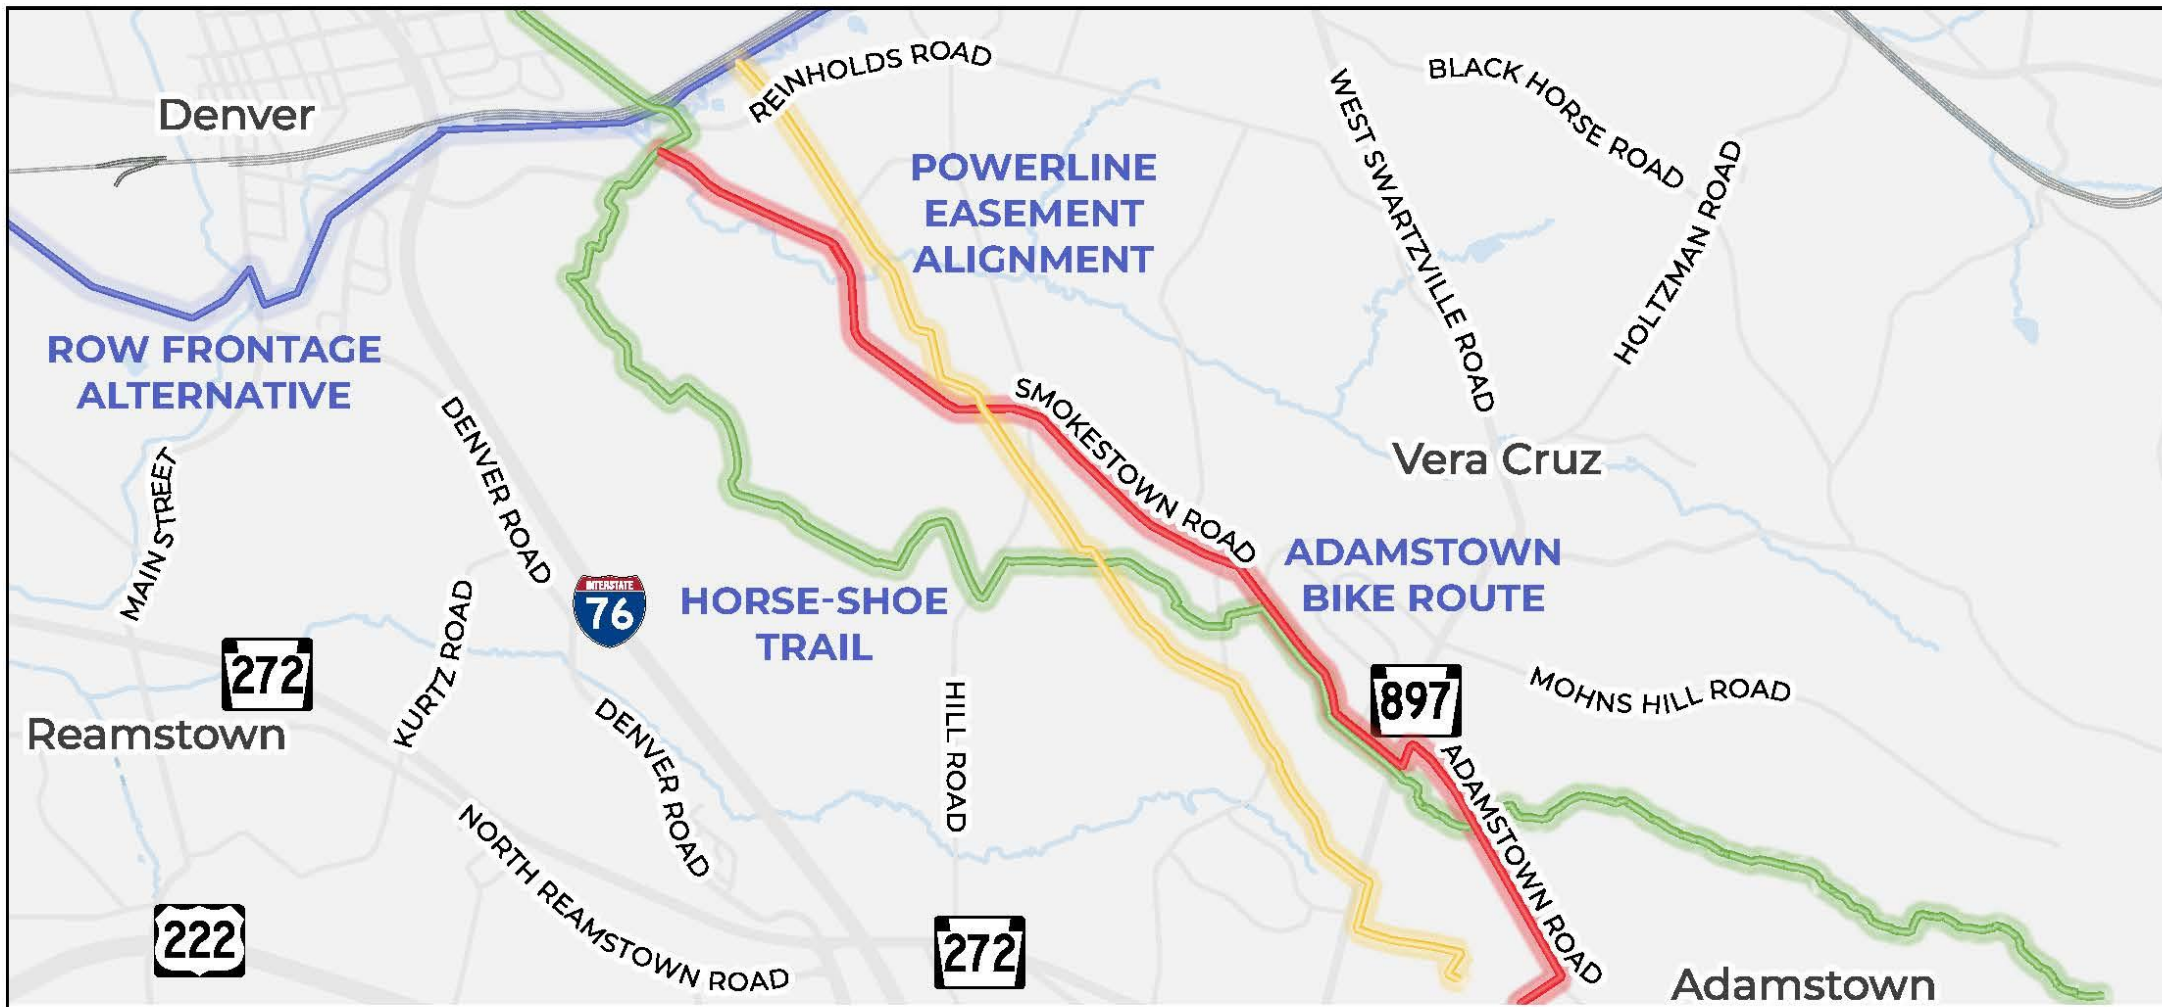 REINHOLDS ROAD
BLACK HORSE ROAD
WEST SWARTZVILLE ROAD
HOLTZMAN ROAD
Denver
POWERLINE
EASEMENT
ALIGNMENT
ROW FRONTAGE
ALTERNATIVE
DENVER ROAD
SMOKESTOWN ROAD
Vera Cruz
MAIN STREET
ADAMSTOWN
BIKE ROUTE
INTERSTATE
76
HORSE-SHOE
TRAIL
KURTZ ROAD
272
897
MOHNS HILL ROAD
Reamstown
DENVER ROAD
HILL ROAD
ADAMSTOWN ROAD
NORTH REAMSTOWN ROAD
222
272
Adamstown